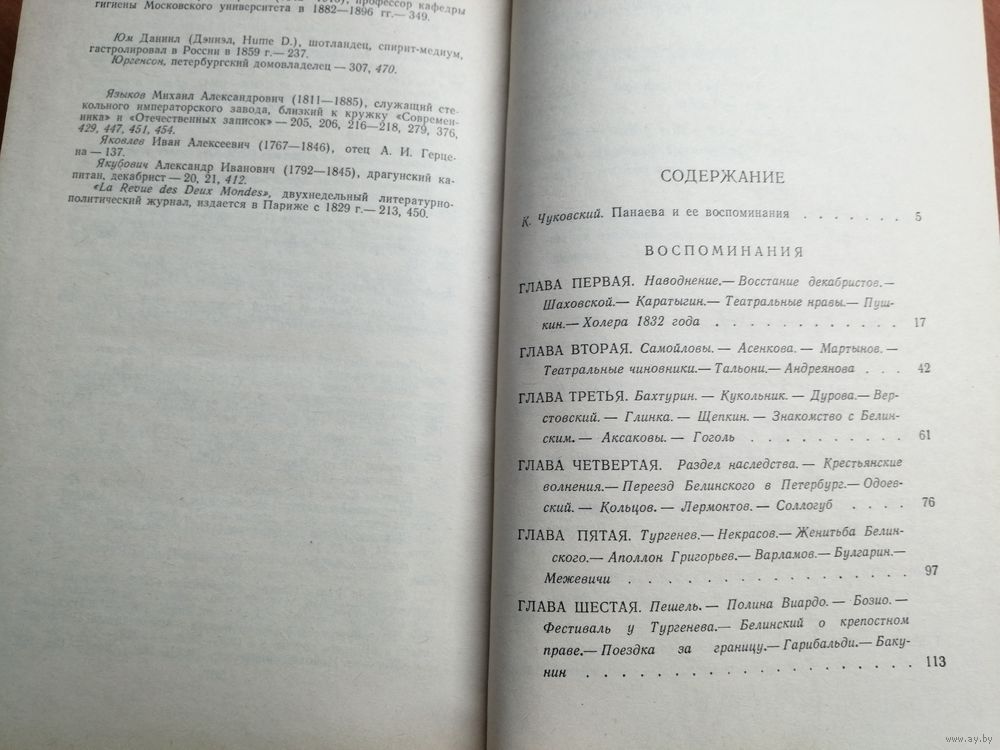 профессор кафедры
гигиены Московского университета в 1882—1896 гг.— 349.
Юм Даниил (Дэниэл, Hume D.), шотландец, спирит-медиум,
гастролировал в России в 1859 г.— 237.
Юргенсон, петербургский домовладелец — 307, 470.
Языков Михаил Александрович (1811—1885), служащий сте-
кольного императорского завода, близкий к кружку «Современ-
ника» и «Отечественных записок» — 205, 206, 216—218, 279, 376,
429, 447, 451, 454.
Яковлев Иван Алексеевич (1767—1846), отец А. И. Герце-
на — 137.
Якубович Александр Иванович (1792—1845), драгунский ка-
питан, декабрист — 20, 21, 412.
«La Revue des Deux Mondes», двухнедельный литературно-
политический журнал, издается в Париже с 1829 г.— 213, 450.
СОДЕРЖАНИЕ
К. Чуковский. Панаева и ее воспоминания . . . . . . . 5
ВОСПОМИНАНИЯ
ГЛАВА ПЕРВАЯ. Наводнение.— Восстание декабристов.—
Шаховской.— Каратыгин.— Театральные нравы.— Пуш-
кин.— Холера 1832 года . . . . . . . . . . . . 17
ГЛАВА ВТОРАЯ. Самойловы. — Асенкова. — Мартынов. —
Театральные чиновники.— Тальони.— Андреянова . . . 42
ГЛАВА ТРЕТЬЯ. Бахтурин. — Кукольник. — Дурова.— Вер-
стовский. — Глинка. — Щепкин. — Знакомство с Белин-
ским.— Аксаковы. — Гоголь . . . . . . . . . . 61
ГЛАВА ЧЕТВЕРТАЯ. Раздел наследства. — Крестьянские
волнения.— Переезд Белинского в Петербург.— Одоев-
ский. — Кольцов. — Лермонтов. — Соллогуб . . . . 76
ГЛАВА ПЯТАЯ. Тургенев.— Некрасов.— Женитьба Белин-
ского.— Аполлон Григорьев.— Варламов.— Булгарин.—
Межевичи . . . . . . . . . . . . . . . 97
ГЛАВА ШЕСТАЯ. Пешель. — Полина Виардо. — Бозио. —
Фестиваль у Тургенева.— Белинский о крепостном
праве.— Поездка за границу.— Гарибальди.— Баку-
нин . . . . . . . . . . . . . . . . . 113
www.ay.by